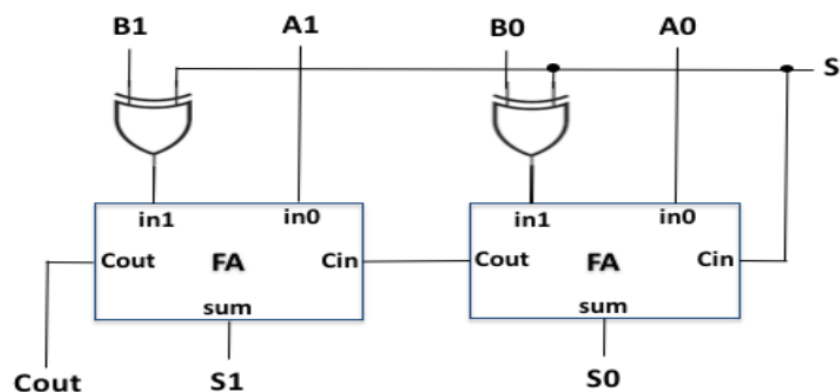 B1 A1 B0 A0
S
in1 in0 in1 in0
Cout FA Cin Cout FA Cin
sum sum
Cout S1 S0